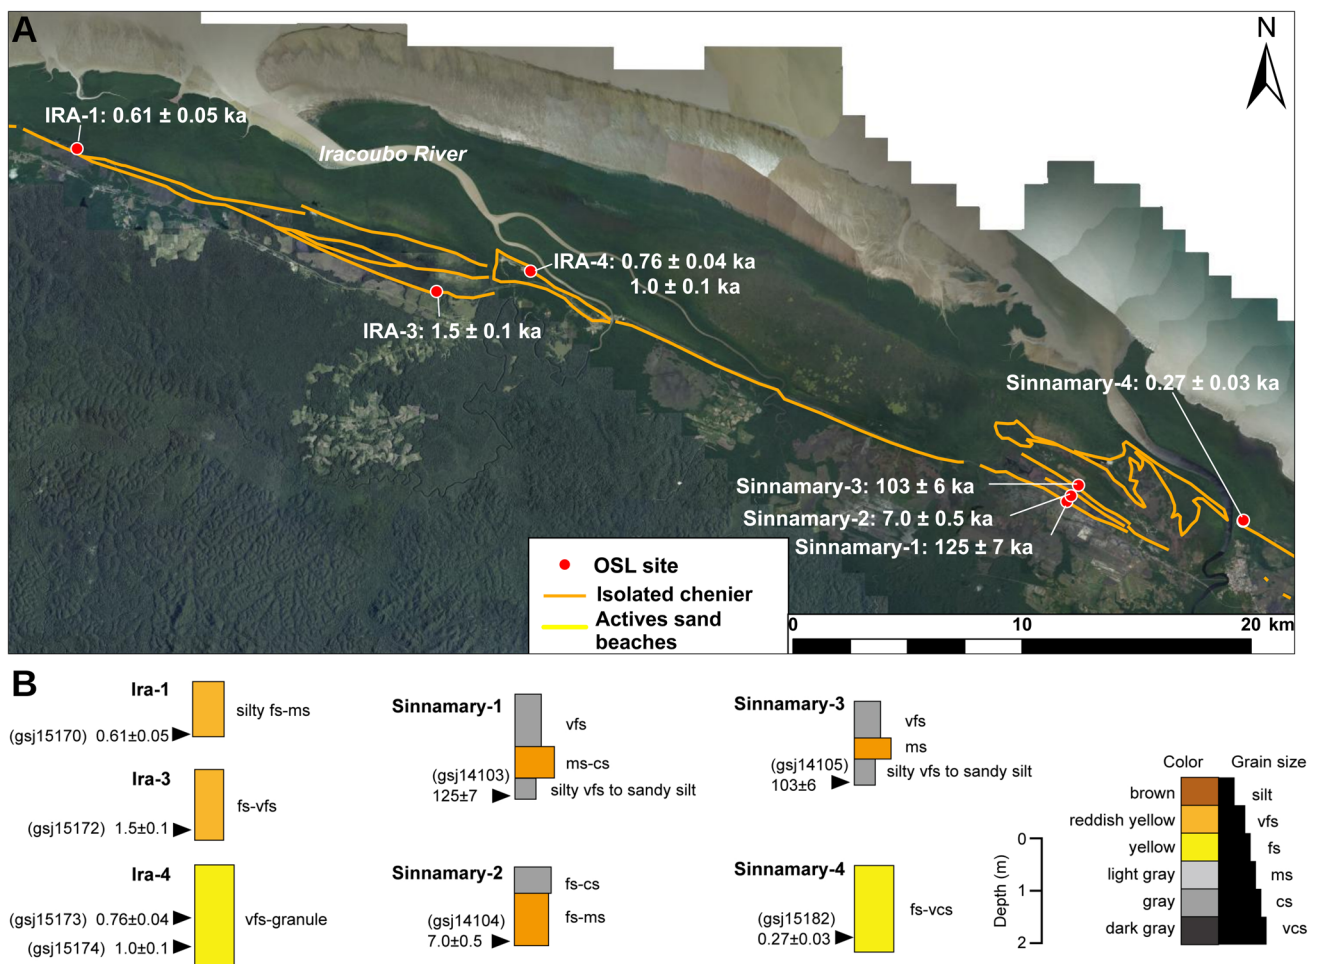 A
N
IRA-1: 0.61 ± 0.05 ka
Iracoubo River
IRA-4: 0.76 ± 0.04 ka
1.0 ± 0.1 ka
IRA-3: 1.5 ± 0.1 ka
Sinnamary-4: 0.27 ± 0.03 ka
Sinnamary-3: 103 ± 6 ka
Sinnamary-2: 7.0 ± 0.5 ka
Sinnamary-1: 125 ± 7 ka
OSL site
Isolated chenier
Actives sand
beaches
0 10 20 km
B
Ira-1
silty fs-ms
(gsj15170) 0.61±0.05
Ira-3
fs-vfs
(gsj15172) 1.5±0.1
Ira-4
(gsj15173) 0.76±0.04
vfs-granule
(gsj15174) 1.0±0.1
Sinnamary-1
vfs
ms-cs
(gsj14103)
125±7
silty vfs to sandy silt
Sinnamary-2
fs-cs
fs-ms
(gsj14104)
7.0±0.5
Sinnamary-3
vfs
ms
(gsj14105)
silty vfs to sandy silt
103±6
Sinnamary-4
fs-vcs
(gsj15182)
0.27±0.03
Depth (m)
0
1
2
Color Grain size
brown silt
reddish yellow vfs
yellow fs
light gray ms
gray cs
dark gray vcs